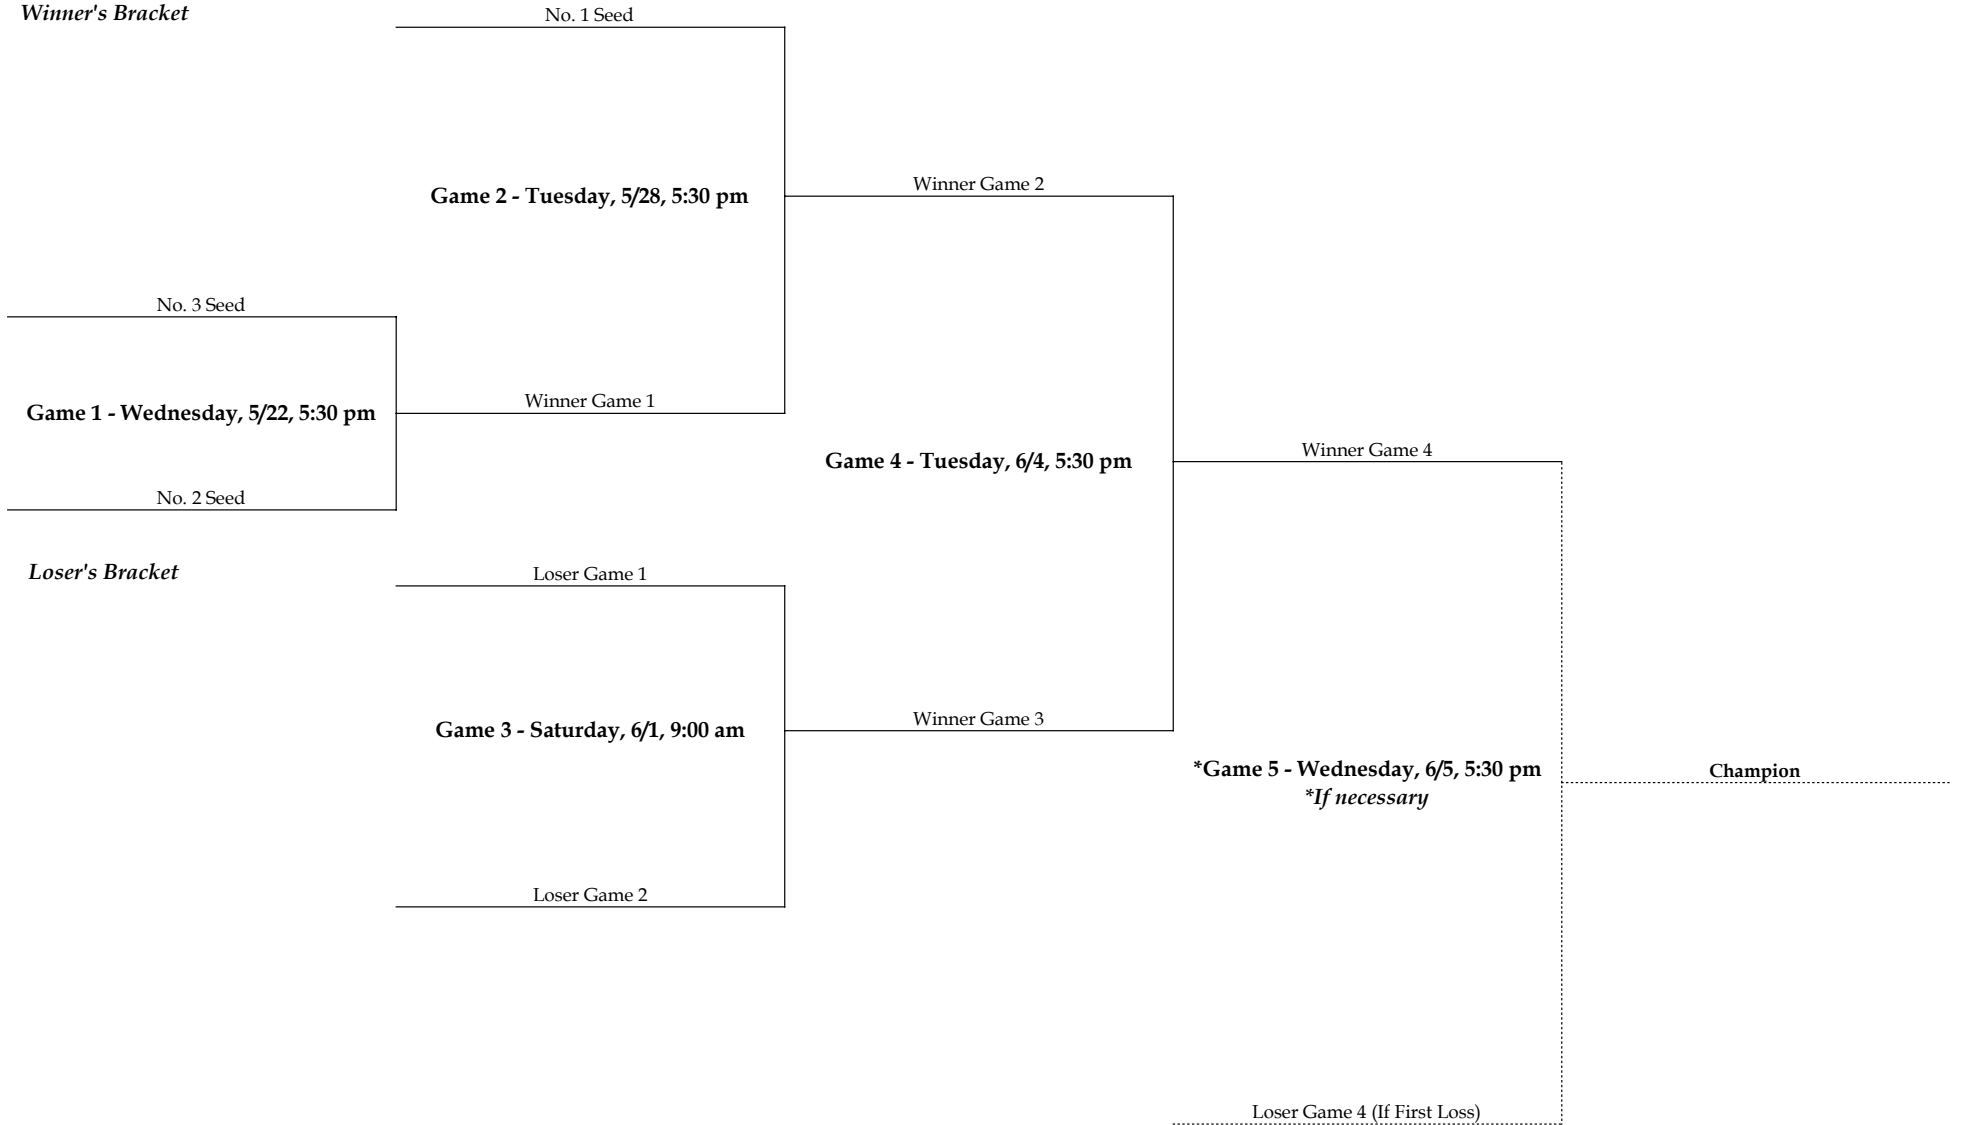 Winner's Bracket
No. 1 Seed
Game 2 - Tuesday, 5/28, 5:30 pm
Winner Game 2
No. 3 Seed
Game 1 - Wednesday, 5/22, 5:30 pm
Winner Game 1
No. 2 Seed
Game 4 - Tuesday, 6/4, 5:30 pm
Winner Game 4
Loser's Bracket
Loser Game 1
Game 3 - Saturday, 6/1, 9:00 am
Winner Game 3
Loser Game 2
*Game 5 - Wednesday, 6/5, 5:30 pm
*If necessary
Champion
Loser Game 4 (If First Loss)